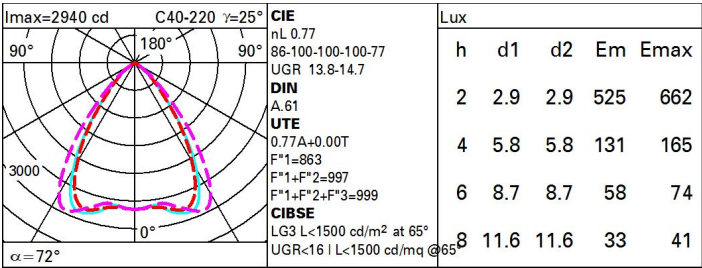 Imax=2940 cd C40-220 γ=25°
90° 180° 90°
3000
0°
α=72°
CIE
nL 0.77
86-100-100-100-77
UGR 13.8-14.7
DIN
A.61
UTE
0.77A+0.00T
F"1=863
F"1+F"2=997
F"1+F"2+F"3=999
CIBSE
LG3 L<1500 cd/m² at 65°
UGR<16 | L<1500 cd/mq @65°
Lux
h d1 d2 Em Emax
2 2.9 2.9 525 662
4 5.8 5.8 131 165
6 8.7 8.7 58 74
8 11.6 11.6 33 41